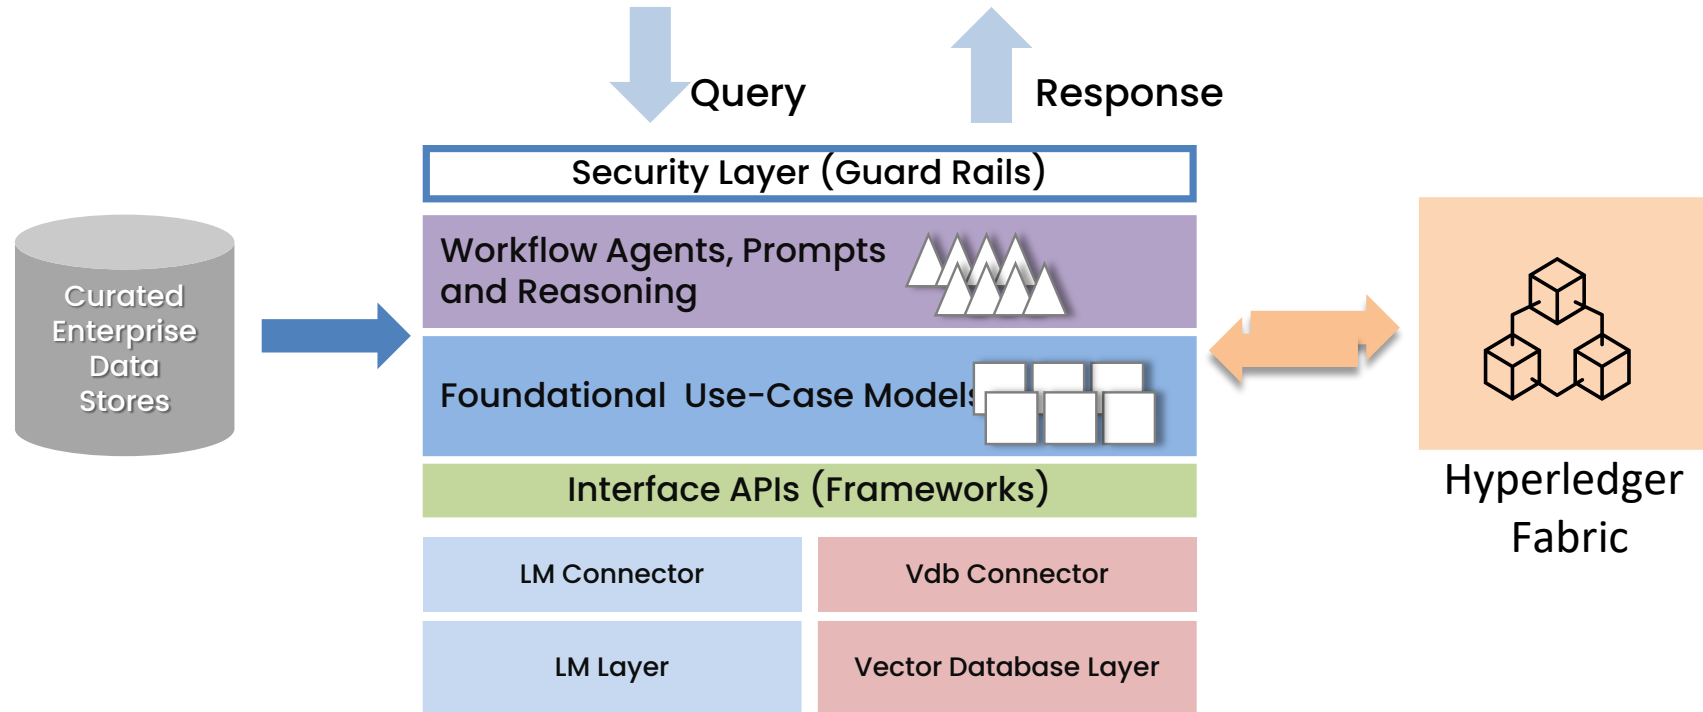 Query
Response
Security Layer (Guard Rails)
Workflow Agents, Prompts
and Reasoning
Curated
Enterprise
Data
Stores
Foundational Use-Case Models
Interface APIs (Frameworks)
LM Connector
Vdb Connector
LM Layer
Vector Database Layer
Hyperledger
Fabric